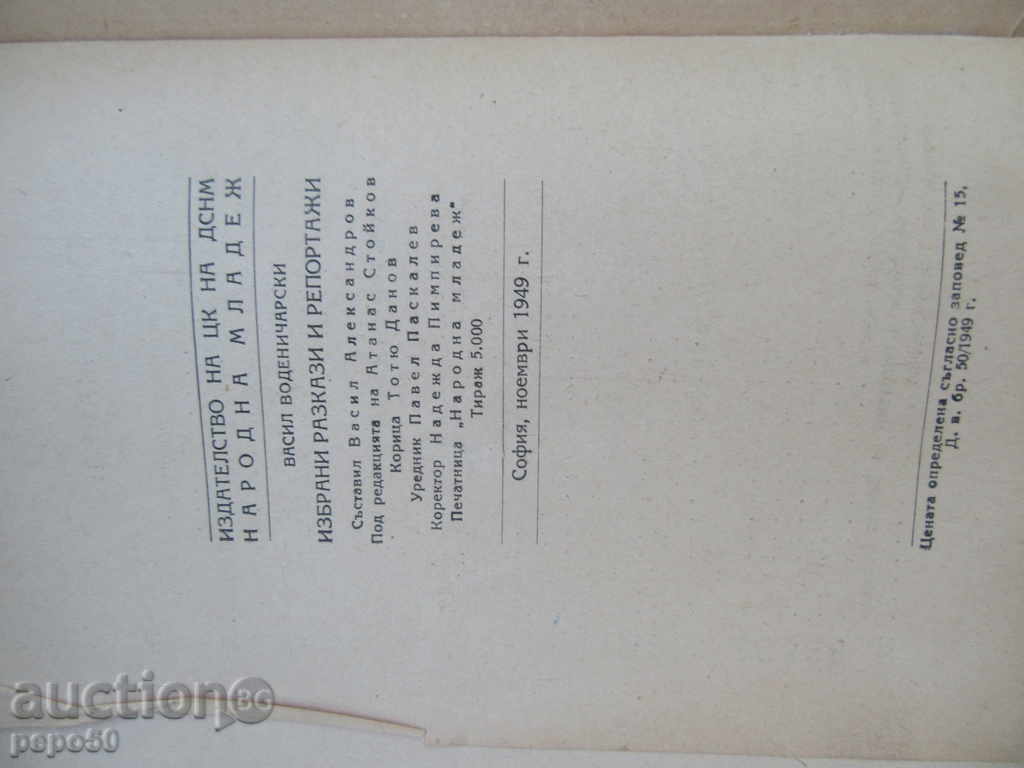 ИЗДАТЕЛСТВО НА ЦК НА ДСНМ
НАРОДНА МЛАДЕЖ
ВАСИЛ ВОДЕНИЧАРСКИ
ИЗБРАНИ РАЗКАЗИ И РЕПОРТАЖИ
Съставил Васил Александров
Под редакцията на Атанас Стойков
Корица Тотю Данов
Уредник Павел Паскалев
Коректор Надежда Пимпирева
Печатница „Народна младеж“
Тираж 5,000
София, ноември 1949 г.
Цената определена съгласно заповед № 15,
Д. в. бр. 50/1949 г.
auction BG
pepo50